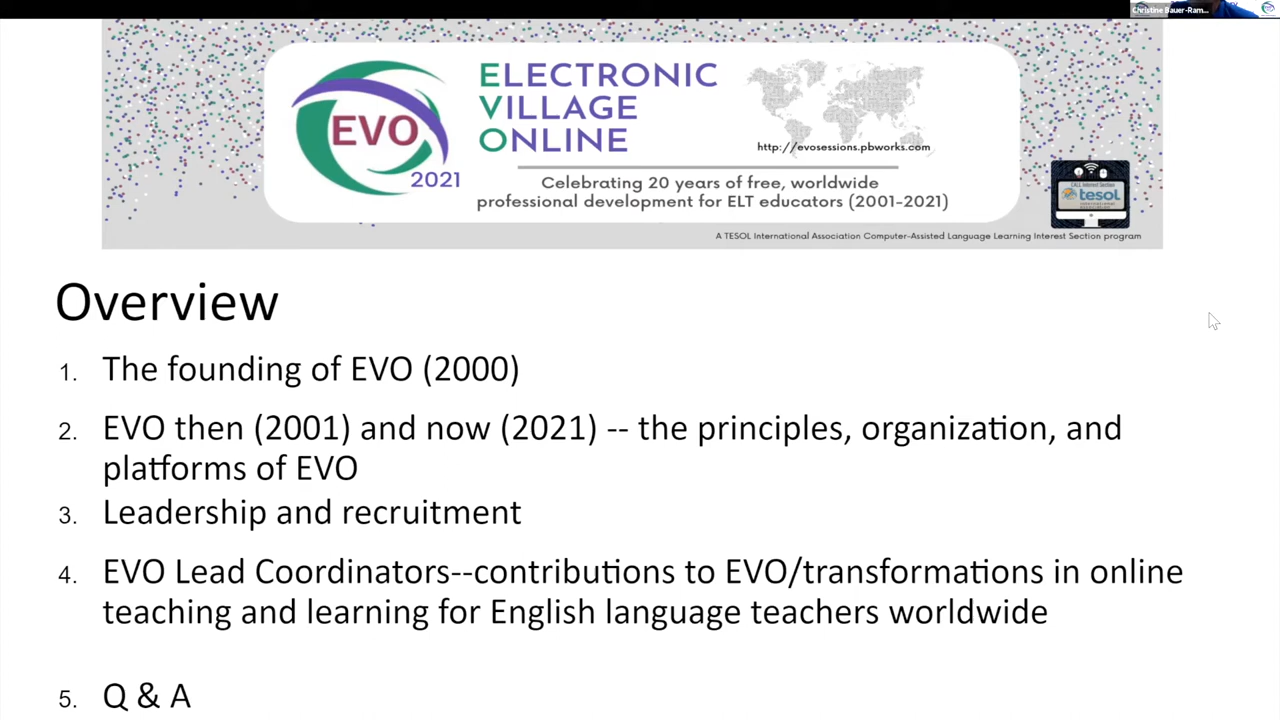 Christine Bauer-Ram...
ELECTRONIC
VILLAGE
ONLINE
EVO
2021
http://evosessions.pbworks.com
Celebrating 20 years of free, worldwide
professional development for ELT educators (2001-2021)
CALL Interest Section
tesol
A TESOL International Association Computer-Assisted Language Learning Interest Section program
Overview
1. The founding of EVO (2000)
2. EVO then (2001) and now (2021) -- the principles, organization, and
platforms of EVO
3. Leadership and recruitment
4. EVO Lead Coordinators--contributions to EVO/transformations in online
teaching and learning for English language teachers worldwide
5. Q & A